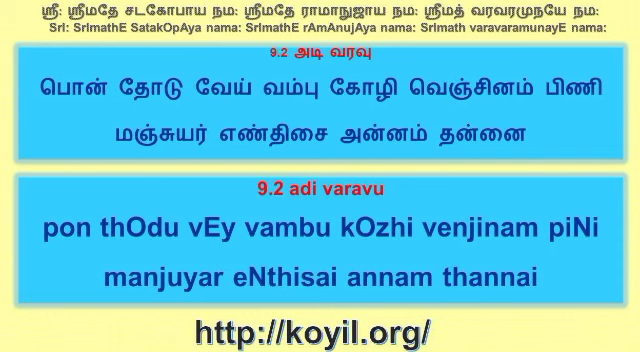 ஸ்ரீ: ஸ்ரீமதே சடகோபாய நம: ஸ்ரீமதே ராமாநுஜாய நம: ஸ்ரீமத் வரவரமுநயே நம:
SrI: SrImathE SatakOpAya nama: SrImathE rAmAnujAya nama: SrImath varavaramunayE nama:
9.2 அடி வரவு
பொன் தோடு வேய் வம்பு கோழி வெஞ்சினம் பிணி
மஞ்சுயர் எண்திசை அன்னம் தன்னை
9.2 adi varavu
pon thOdu vEy vambu kOzhi venjinam piNi
manjuyar eNthisai annam thannai
http://koyil.org/